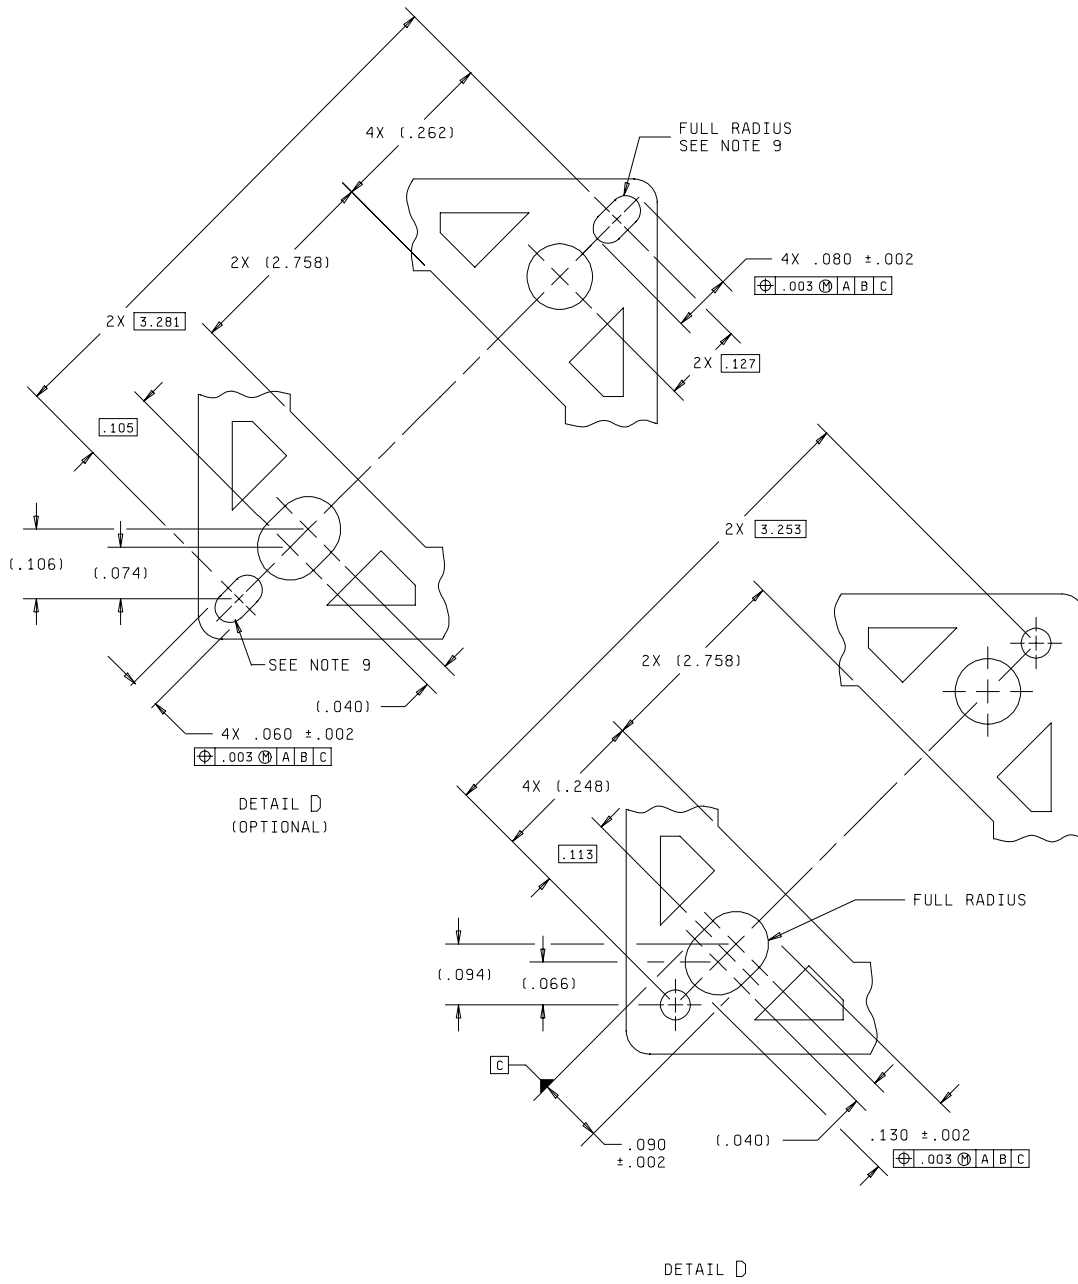 4X (.262)
FULL RADIUS
SEE NOTE 9
2X (2.758)
4X .080 ±.002
⌖ .003 Ⓜ A B C
2X 3.281
2X .127
.105
(.106)
(.074)
SEE NOTE 9
(.040)
4X .060 ±.002
⌖ .003 Ⓜ A B C
DETAIL D
(OPTIONAL)
2X 3.253
2X (2.758)
4X (.248)
.113
FULL RADIUS
(.094)
(.066)
C
.090
±.002
(.040)
.130 ±.002
⌖ .003 Ⓜ A B C
DETAIL D